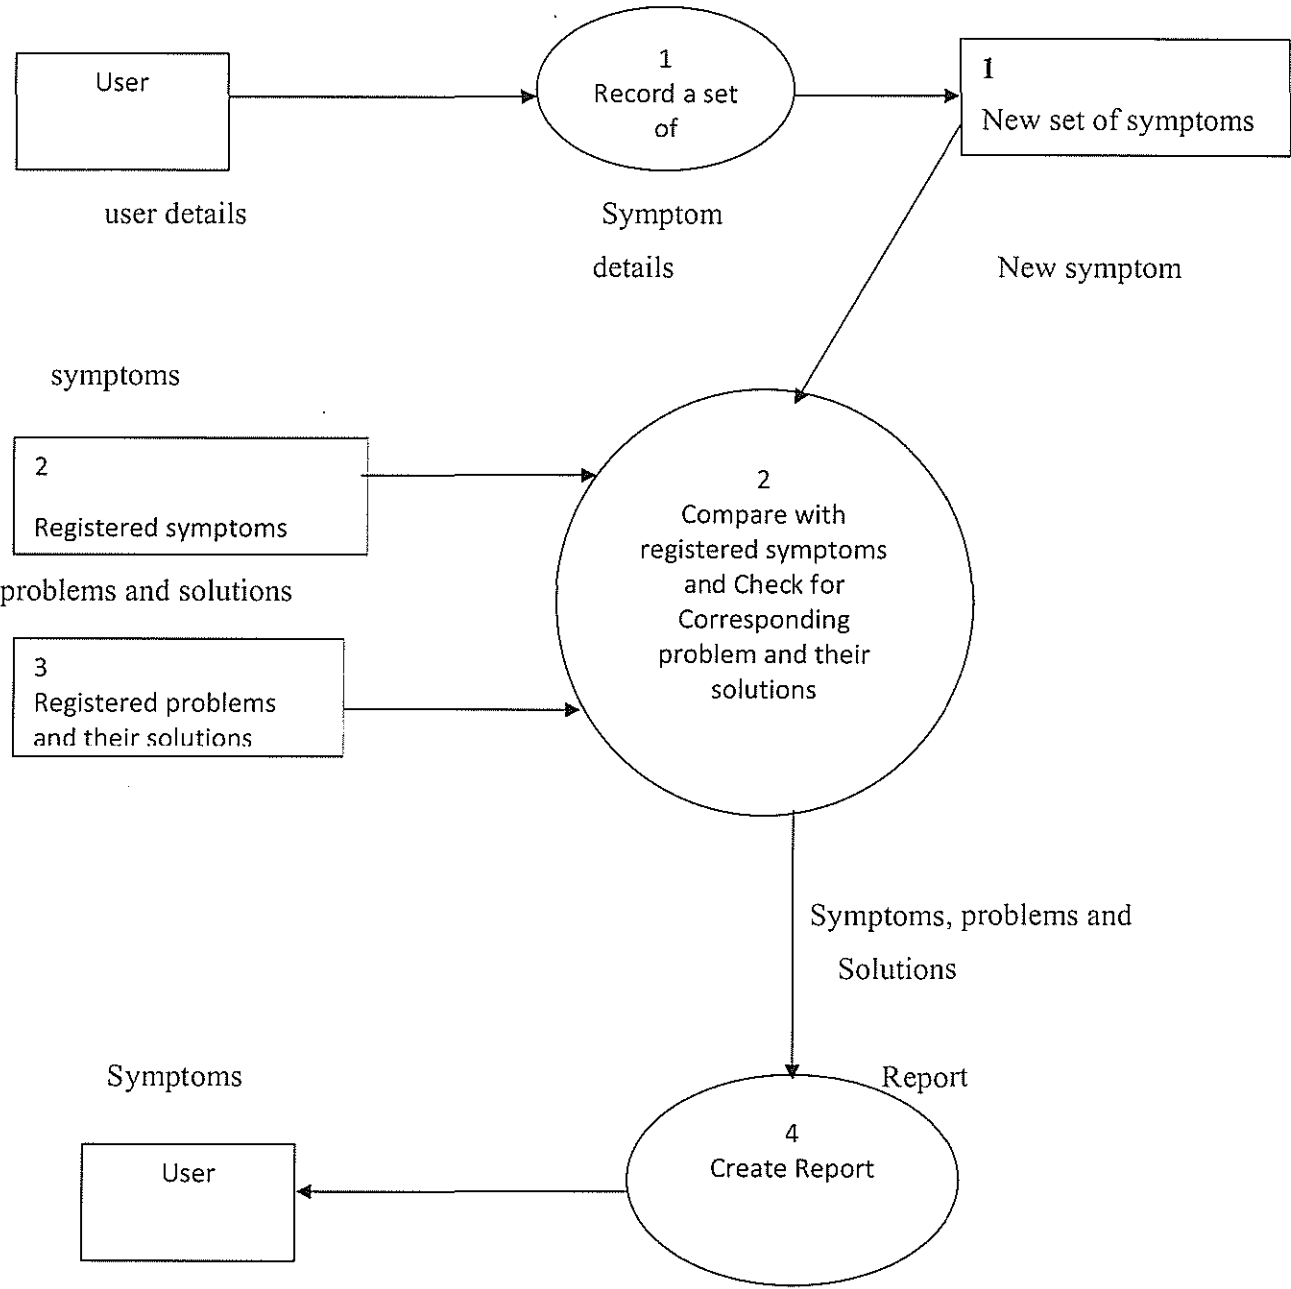 User
1
Record a set
of
1
New set of symptoms
user details
Symptom
details
New symptom
symptoms
2
Registered symptoms
problems and solutions
3
Registered problems
and their solutions
2
Compare with
registered symptoms
and Check for
Corresponding
problem and their
solutions
Symptoms, problems and
Solutions
Symptoms
Report
User
4
Create Report